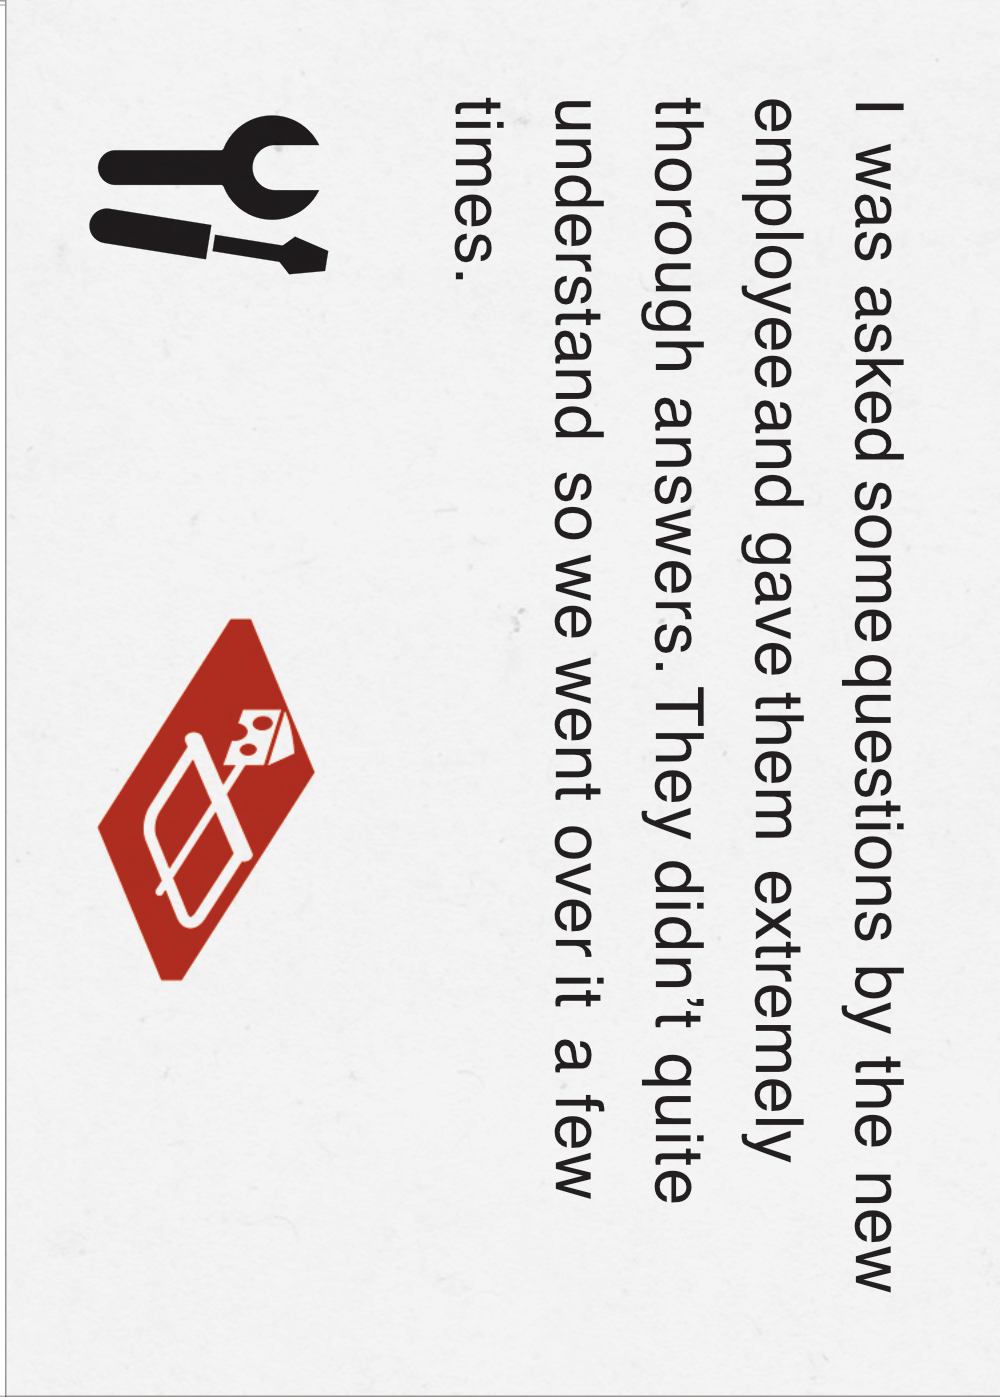 I was asked some questions by the new
employee and gave them extremely
thorough answers. They didn’t quite
understand so we went over it a few
times.